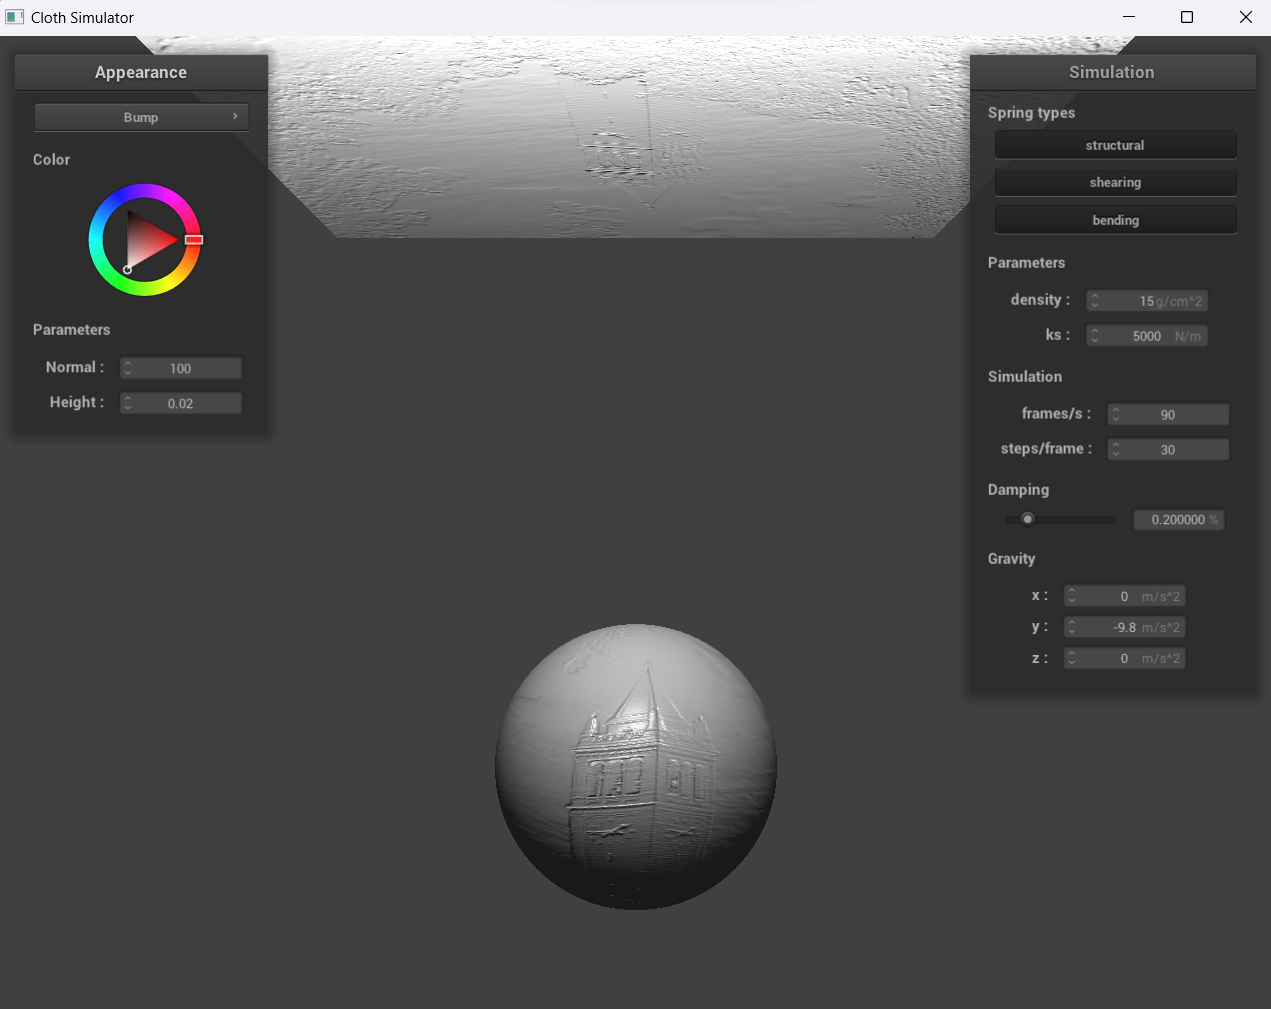 Cloth Simulator
Appearance
Bump
Color
Parameters
Normal : 100
Height : 0.02
Simulation
Spring types
structural
shearing
bending
Parameters
density : 15 g/cm^2
ks : 5000 N/m
Simulation
frames/s : 90
steps/frame : 30
Damping
0.200000 %
Gravity
x : 0 m/s^2
y : -9.8 m/s^2
z : 0 m/s^2